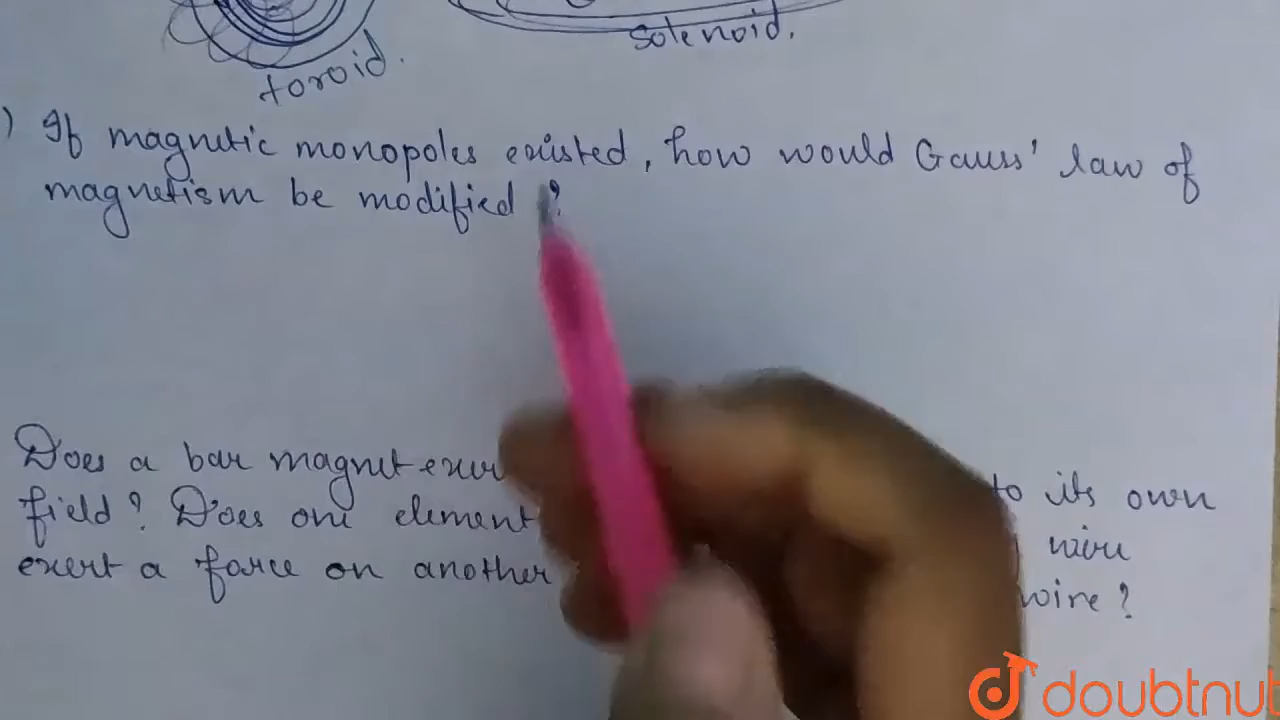 solenoid.
toroid.
) If magnetic monopoles existed, how would Gauss' law of
magnetism be modified ?
Does a bar magnet to its own
field? Does one element wire
exert a force on another wire?
doubtnut